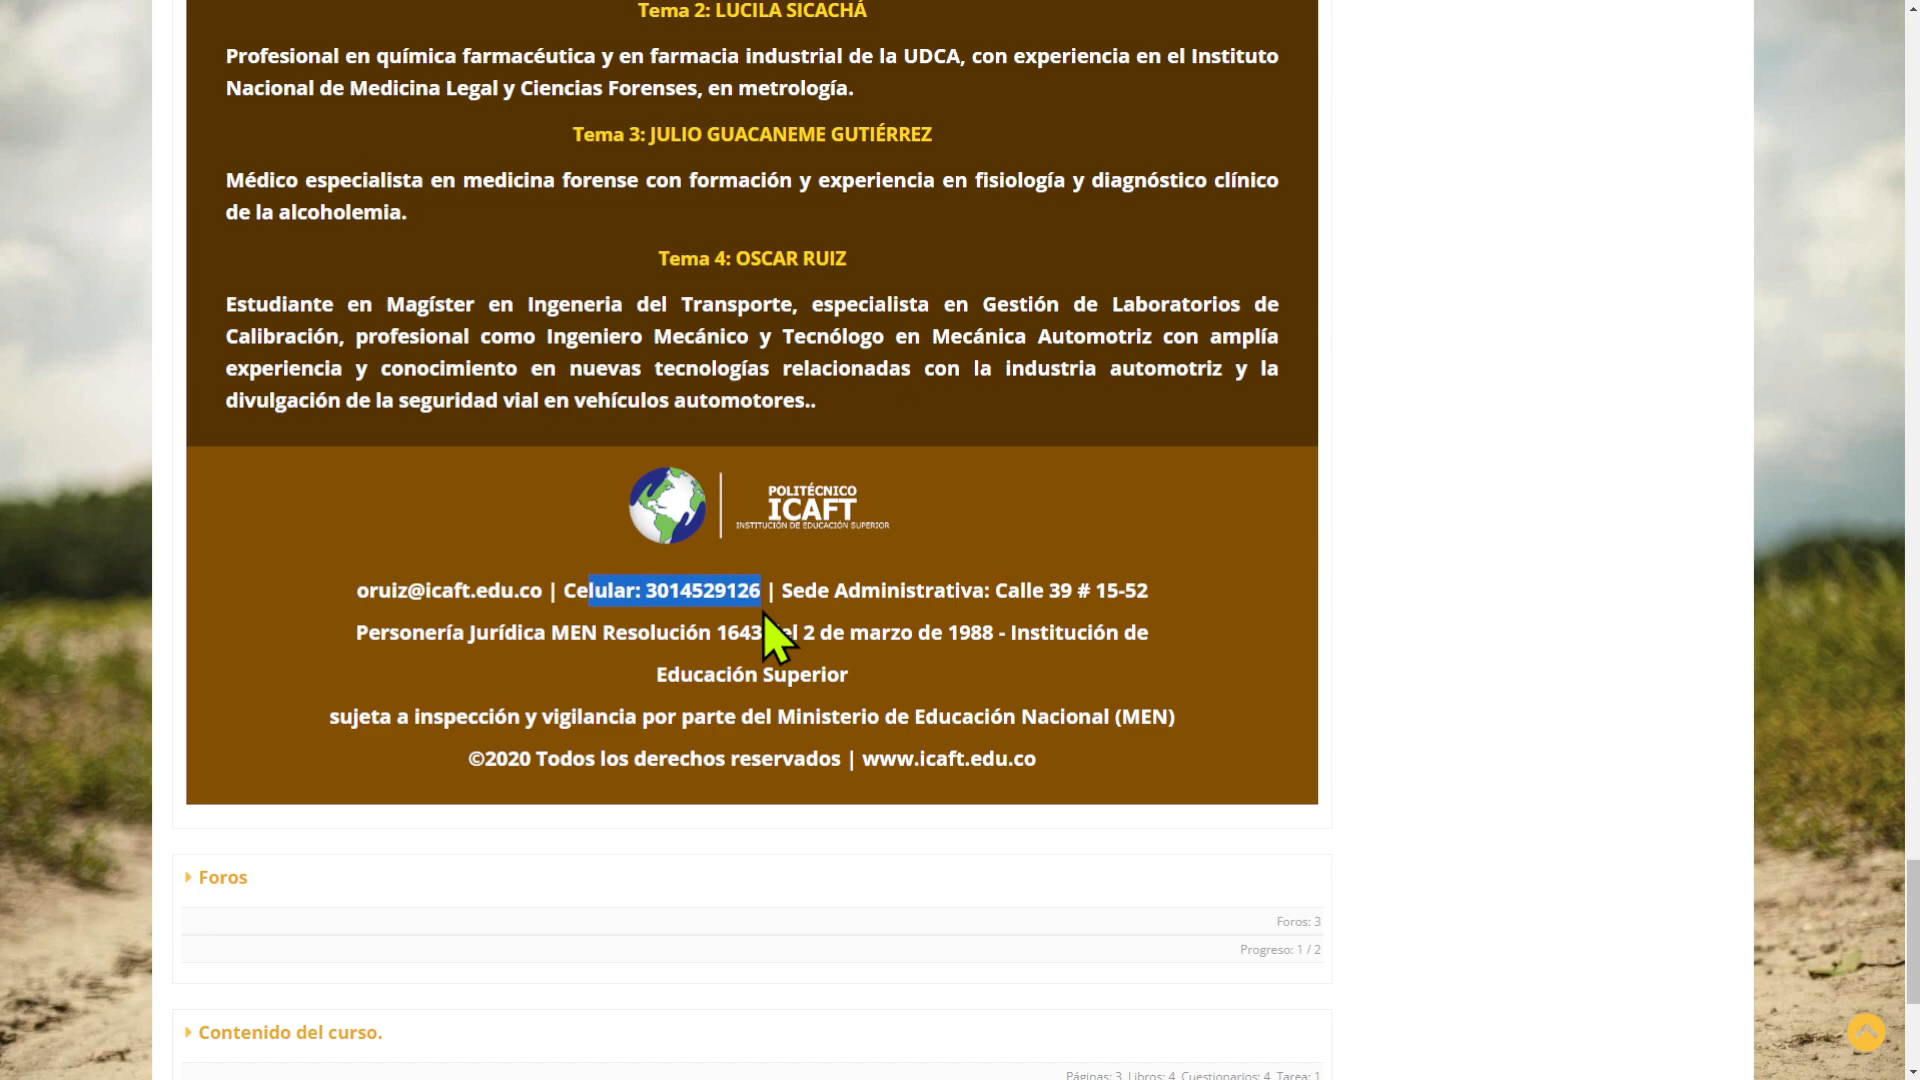 Tema 2: LUCILA SICACHÁ
Profesional en química farmacéutica y en farmacia industrial de la UDCA, con experiencia en el Instituto
Nacional de Medicina Legal y Ciencias Forenses, en metrología.
Tema 3: JULIO GUACANEME GUTIÉRREZ
Médico especialista en medicina forense con formación y experiencia en fisiología y diagnóstico clínico
de la alcoholemia.
Tema 4: OSCAR RUIZ
Estudiante en Magíster en Ingeneria del Transporte, especialista en Gestión de Laboratorios de
Calibración, profesional como Ingeniero Mecánico y Tecnólogo en Mecánica Automotriz con amplía
experiencia y conocimiento en nuevas tecnologías relacionadas con la industria automotriz y la
divulgación de la seguridad vial en vehículos automotores..
POLITÉCNICO
ICAFT
INSTITUCIÓN DE EDUCACIÓN SUPERIOR
oruiz@icaft.edu.co | Celular: 3014529126 | Sede Administrativa: Calle 39 # 15-52
Personería Jurídica MEN Resolución 1643 del 2 de marzo de 1988 - Institución de
Educación Superior
sujeta a inspección y vigilancia por parte del Ministerio de Educación Nacional (MEN)
©2020 Todos los derechos reservados | www.icaft.edu.co
Foros
Foros: 3
Progreso: 1 / 2
Contenido del curso.
Páginas: 3 Libros: 4 Cuestionarios: 4 Tarea: 1